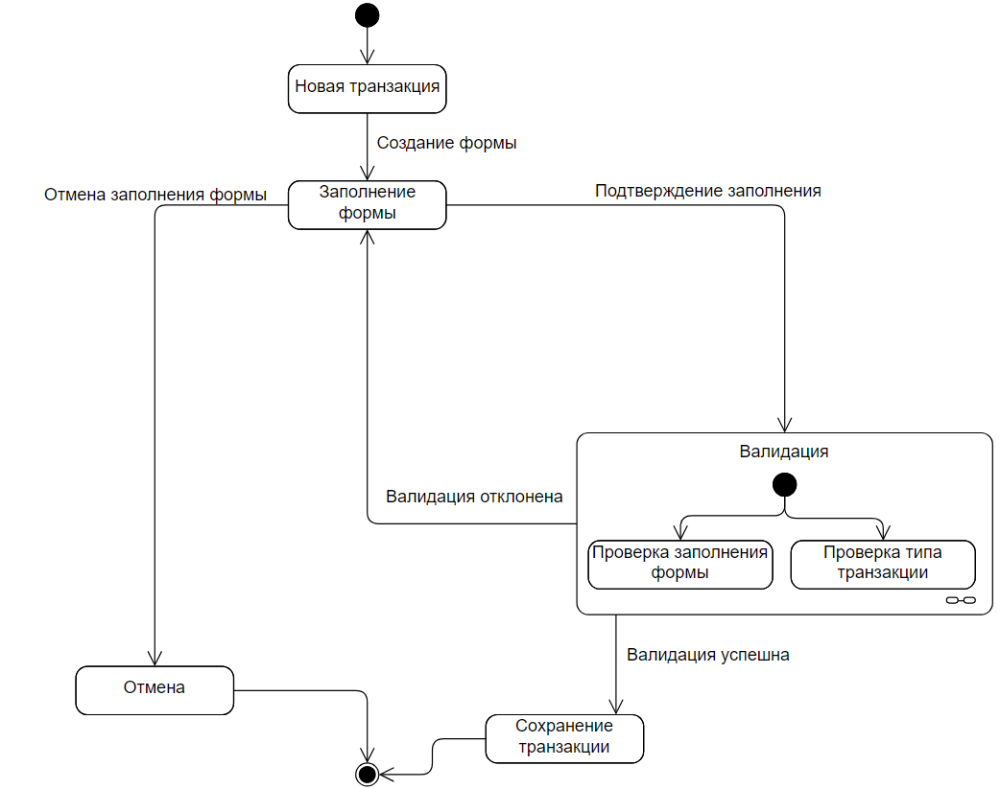 Новая транзакция
Создание формы
Отмена заполнения формы
Заполнение
формы
Подтверждение заполнения
Валидация
Валидация отклонена
Проверка заполнения
формы
Проверка типа
транзакции
Валидация успешна
Отмена
Сохранение
транзакции